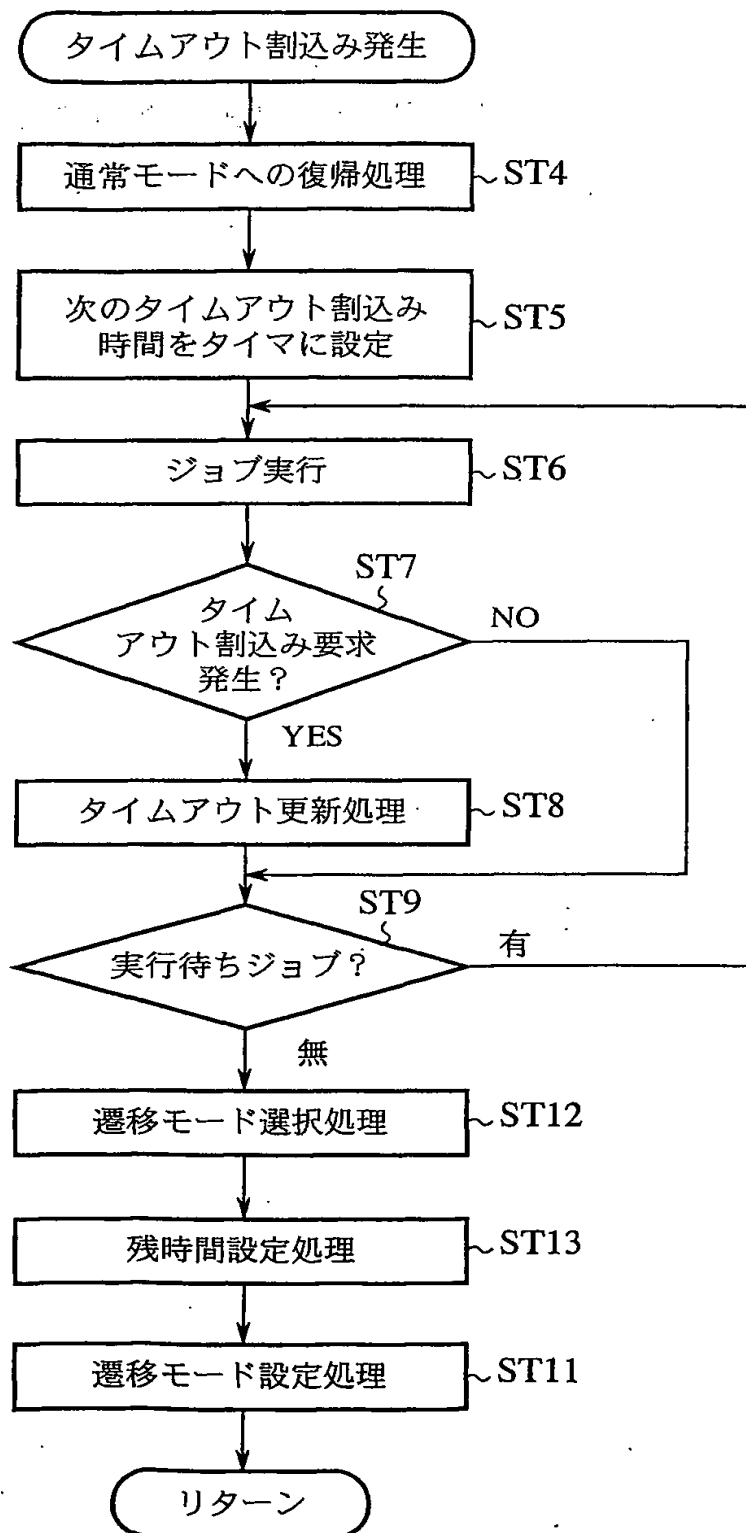 タイムアウト割込み発生
通常モードへの復帰処理
ST4
次のタイムアウト割込み
時間をタイマに設定
ST5
ジョブ実行
ST6
ST7
タイム
アウト割込み要求
発生?
NO
YES
タイムアウト更新処理
ST8
ST9
実行待ちジョブ?
有
無
遷移モード選択処理
ST12
残時間設定処理
ST13
遷移モード設定処理
ST11
リターン